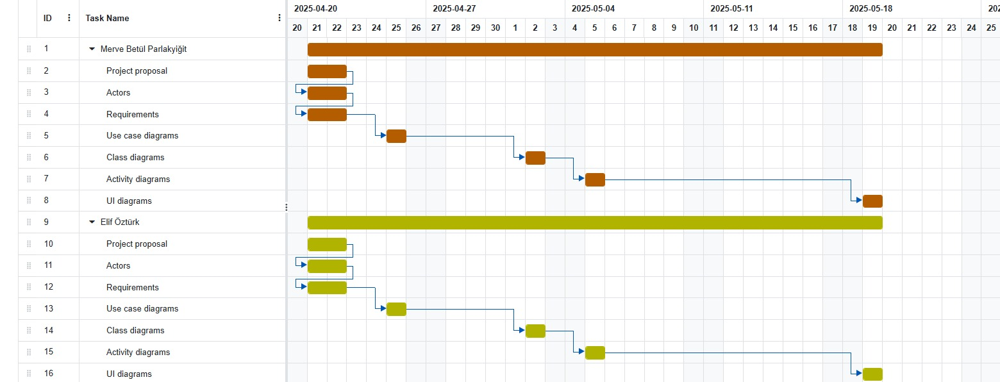 2025-04-20 2025-04-27 2025-05-04 2025-05-11 2025-05-18
ID Task Name
20 21 22 23 24 25 26 27 28 29 30 1 2 3 4 5 6 7 8 9 10 11 12 13 14 15 16 17 18 19 20 21 22 23 24 25
1 Merve Betül Parlakyiğit
2 Project proposal
3 Actors
4 Requirements
5 Use case diagrams
6 Class diagrams
7 Activity diagrams
8 UI diagrams
9 Elif Öztürk
10 Project proposal
11 Actors
12 Requirements
13 Use case diagrams
14 Class diagrams
15 Activity diagrams
16 UI diagrams